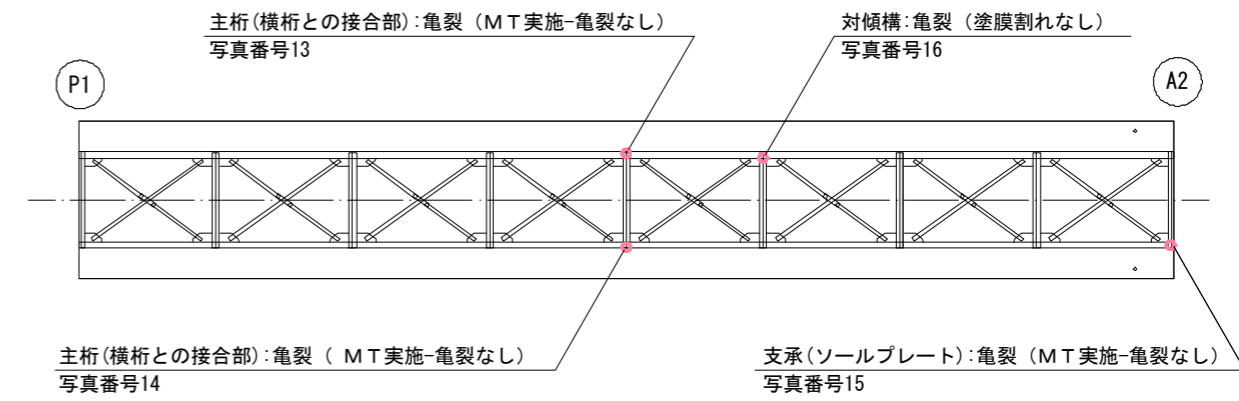 主桁(横桁との接合部):亀裂（ＭＴ実施-亀裂なし）
写真番号13
対傾構:亀裂（塗膜割れなし）
写真番号16
P1
A2
主桁(横桁との接合部):亀裂（ ＭＴ実施-亀裂なし）
写真番号14
支承(ソールプレート):亀裂（ＭＴ実施-亀裂なし）
写真番号15